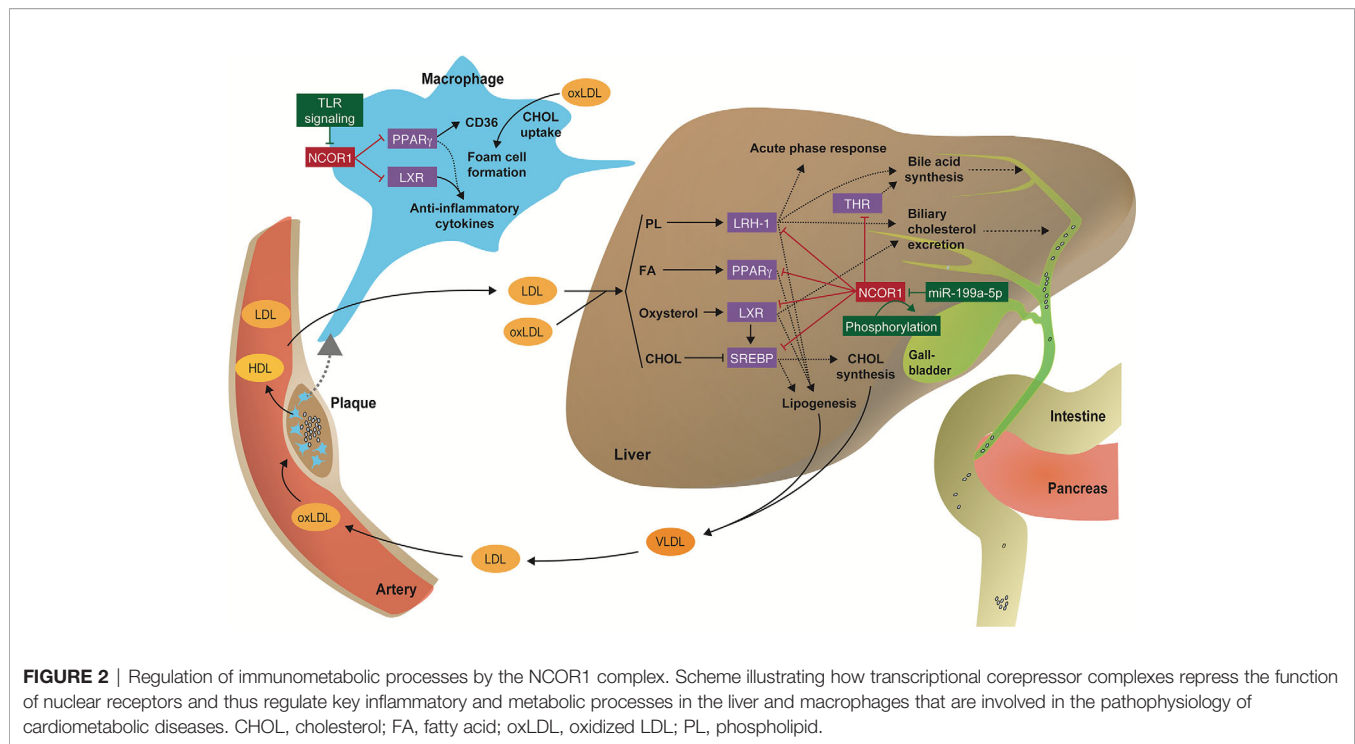 Macrophage
TLR
signaling
NCOR1
PPARγ
LXR
CD36
oxLDL
CHOL
uptake
Foam cell
formation
Anti-inflammatory
cytokines
LDL
HDL
Plaque
oxLDL
Artery
LDL
oxLDL
LDL
VLDL
PL
FA
Oxysterol
CHOL
LRH-1
PPARγ
LXR
SREBP
Acute phase response
THR
Bile acid
synthesis
Biliary
cholesterol
excretion
NCOR1
miR-199a-5p
Phosphorylation
CHOL
synthesis
Lipogenesis
Gall-
bladder
Liver
Intestine
Pancreas
FIGURE 2 | Regulation of immunometabolic processes by the NCOR1 complex. Scheme illustrating how transcriptional corepressor complexes repress the function
of nuclear receptors and thus regulate key inflammatory and metabolic processes in the liver and macrophages that are involved in the pathophysiology of
cardiometabolic diseases. CHOL, cholesterol; FA, fatty acid; oxLDL, oxidized LDL; PL, phospholipid.